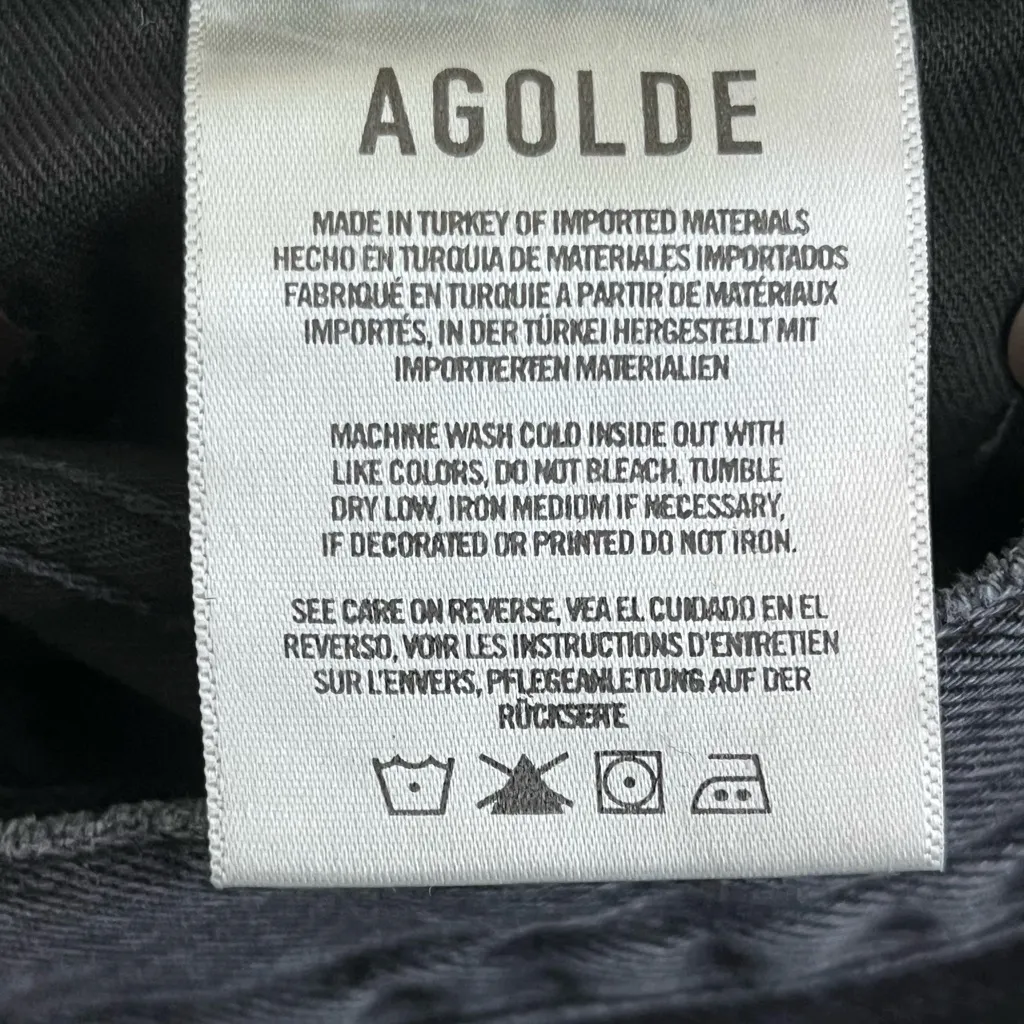 AGOLDE
MADE IN TURKEY OF IMPORTED MATERIALS
HECHO EN TURQUIA DE MATERIALES IMPORTADOS
FABRIQUÉ EN TURQUIE A PARTIR DE MATÉRIAUX
IMPORTÉS, IN DER TÜRKEI HERGESTELLT MIT
IMPORTIERTEN MATERIALIEN
MACHINE WASH COLD INSIDE OUT WITH
LIKE COLORS, DO NOT BLEACH, TUMBLE
DRY LOW, IRON MEDIUM IF NECESSARY,
IF DECORATED OR PRINTED DO NOT IRON.
SEE CARE ON REVERSE, VEA EL CUIDADO EN EL
REVERSO, VOIR LES INSTRUCTIONS D'ENTRETIEN
SUR L'ENVERS, PFLEGEANLEITUNG AUF DER
RÜCKSEITE